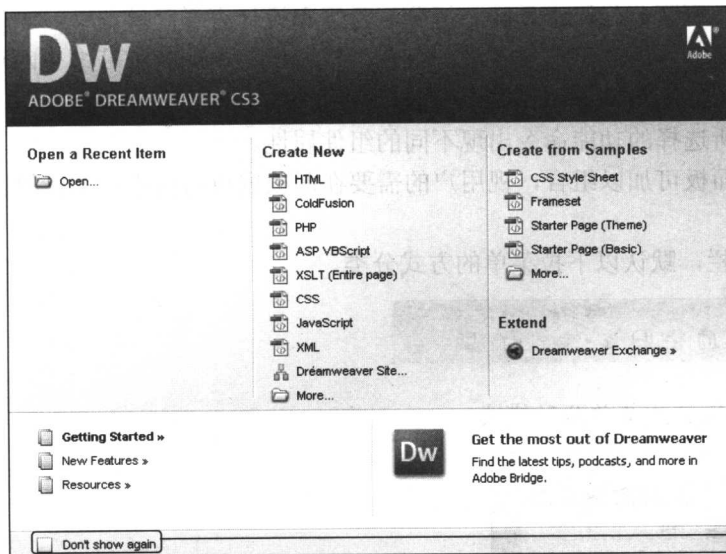 Dw
ADOBE® DREAMWEAVER® CS3
Adobe
Open a Recent Item
Open...
Create New
HTML
ColdFusion
PHP
ASP VBScript
XSLT (Entire page)
CSS
JavaScript
XML
Dreamweaver Site...
More...
Create from Samples
CSS Style Sheet
Frameset
Starter Page (Theme)
Starter Page (Basic)
More...
Extend
Dreamweaver Exchange »
Getting Started »
New Features »
Resources »
Dw
Get the most out of Dreamweaver
Find the latest tips, podcasts, and more in
Adobe Bridge.
Don't show again